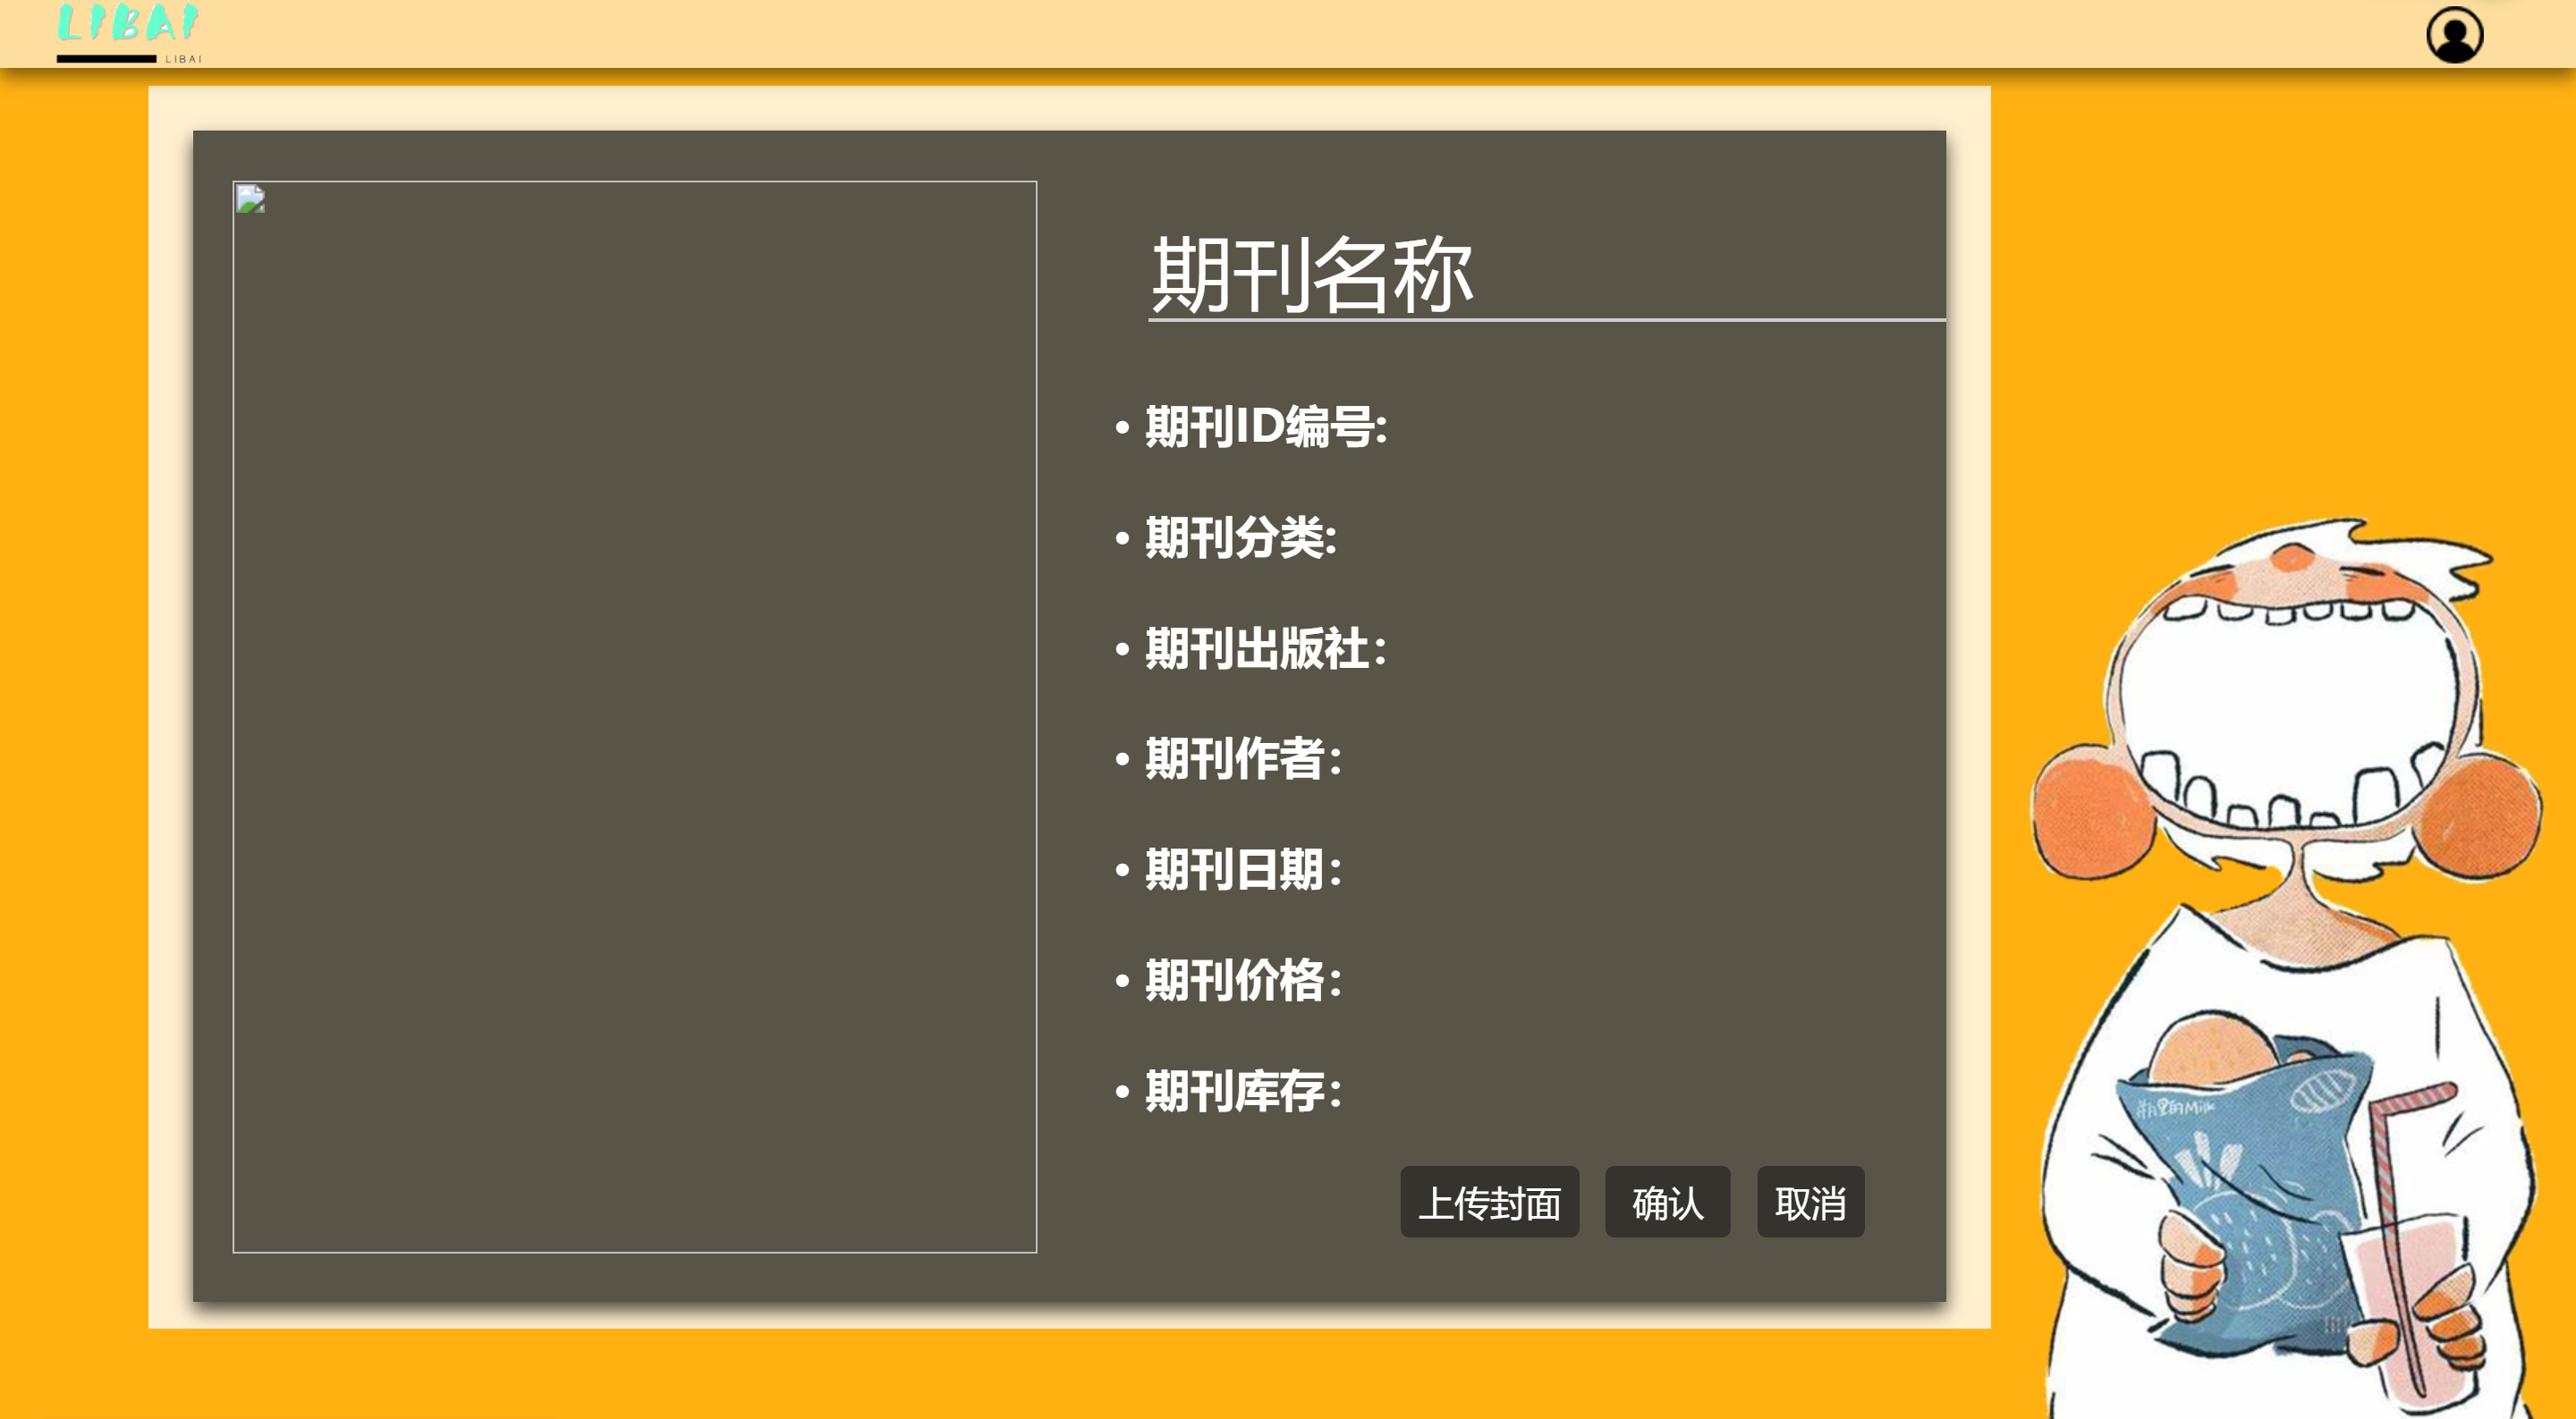 LIBAI
LIBAI
期刊名称
• 期刊ID编号:
• 期刊分类:
• 期刊出版社：
• 期刊作者：
• 期刊日期：
• 期刊价格：
• 期刊库存：
上传封面 确认 取消
Milk